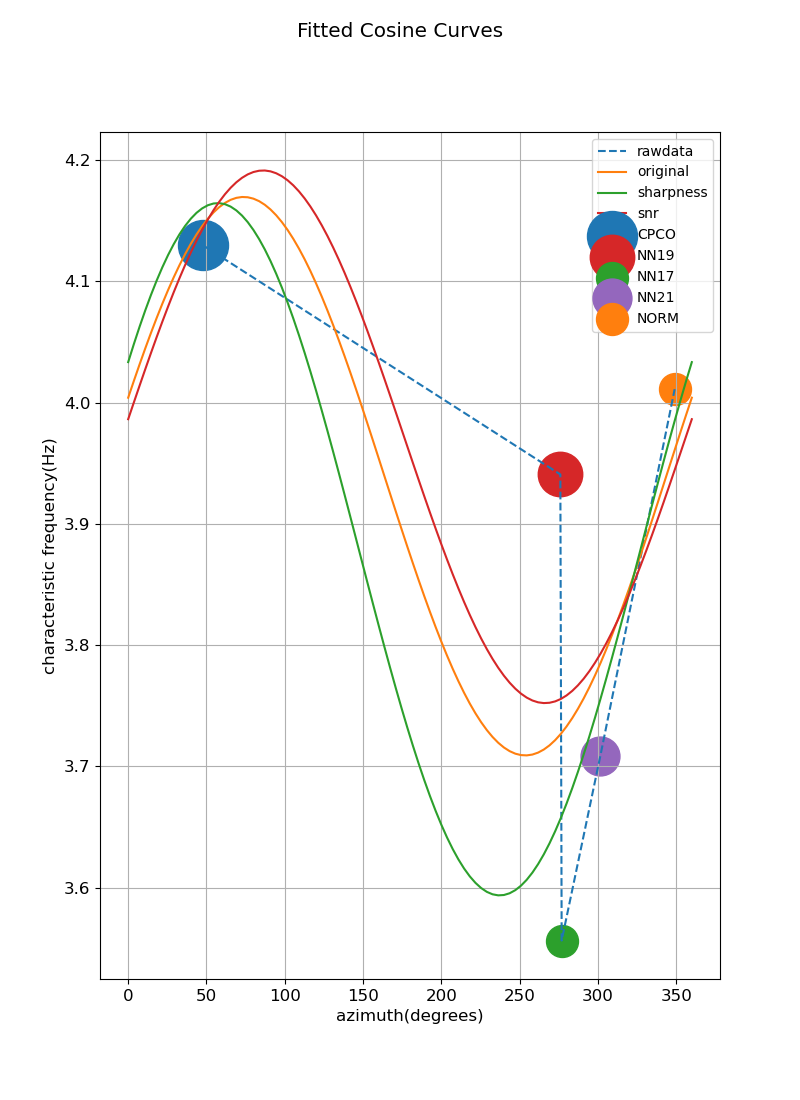 Fitted Cosine Curves
4.2
4.1
4.0
3.9
3.8
3.7
3.6
characteristic frequency(Hz)
rawdata
original
sharpness
snr
CPCO
NN19
NN17
NN21
NORM
0 50 100 150 200 250 300 350
azimuth(degrees)